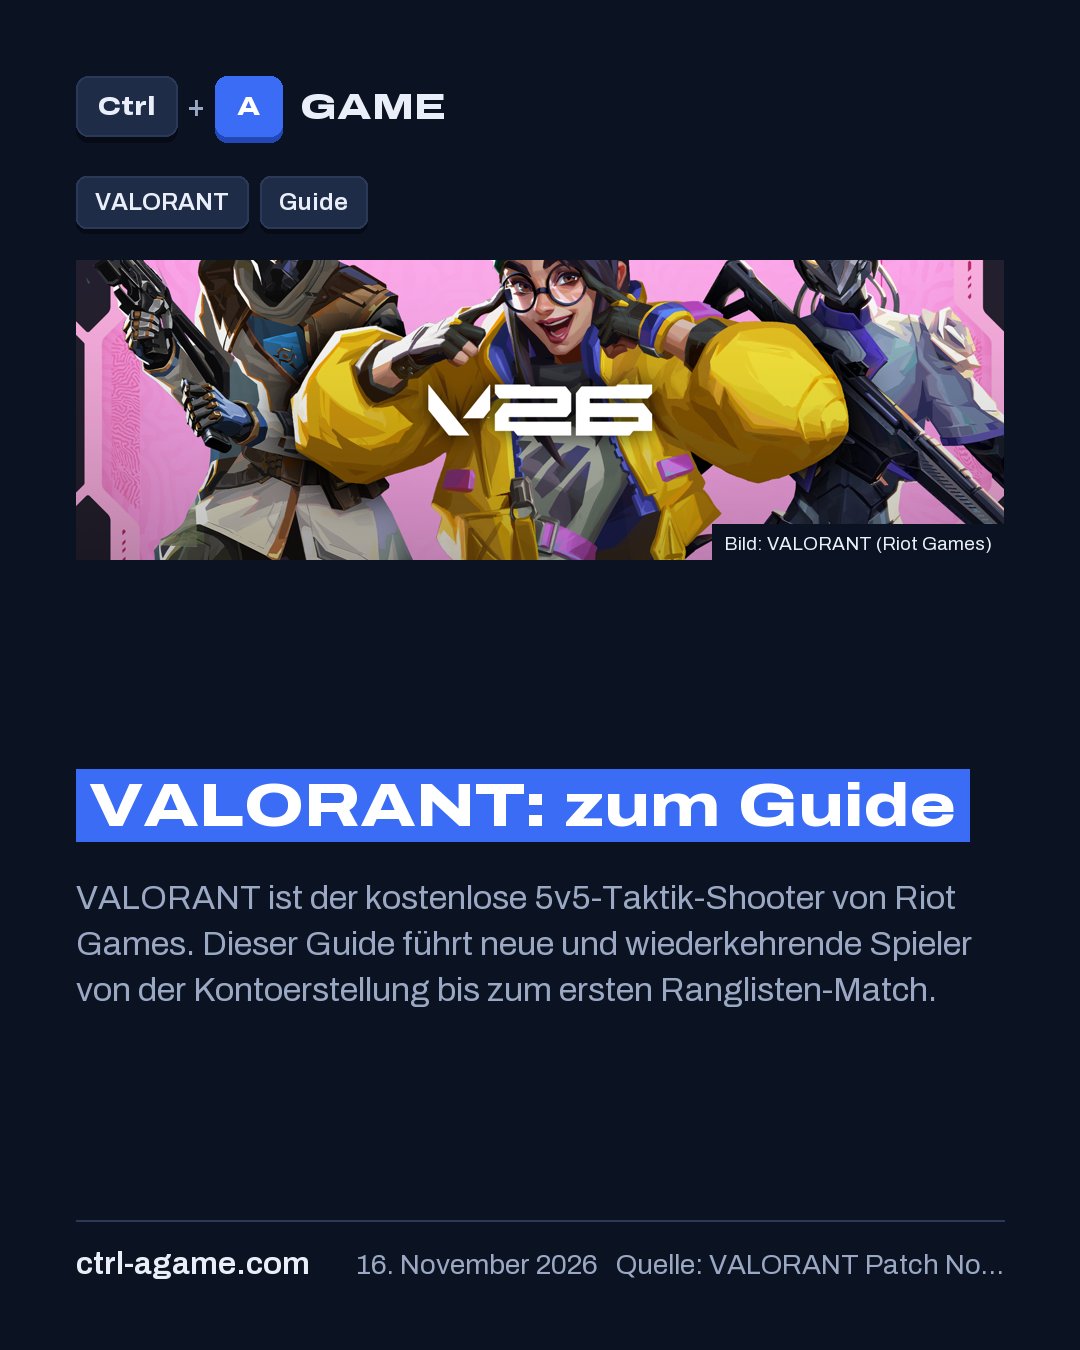 Ctrl + A GAME
VALORANT Guide
V26
Bild: VALORANT (Riot Games)
VALORANT: zum Guide
VALORANT ist der kostenlose 5v5-Taktik-Shooter von Riot
Games. Dieser Guide führt neue und wiederkehrende Spieler
von der Kontoerstellung bis zum ersten Ranglisten-Match.
ctrl-agame.com 16. November 2026 Quelle: VALORANT Patch No...